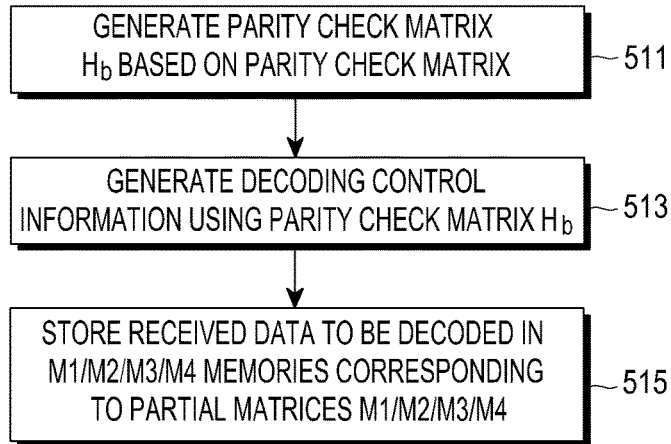 GENERATE PARITY CHECK MATRIX
Hb BASED ON PARITY CHECK MATRIX
511
GENERATE DECODING CONTROL
INFORMATION USING PARITY CHECK MATRIX Hb
513
STORE RECEIVED DATA TO BE DECODED IN
M1/M2/M3/M4 MEMORIES CORRESPONDING
TO PARTIAL MATRICES M1/M2/M3/M4
515